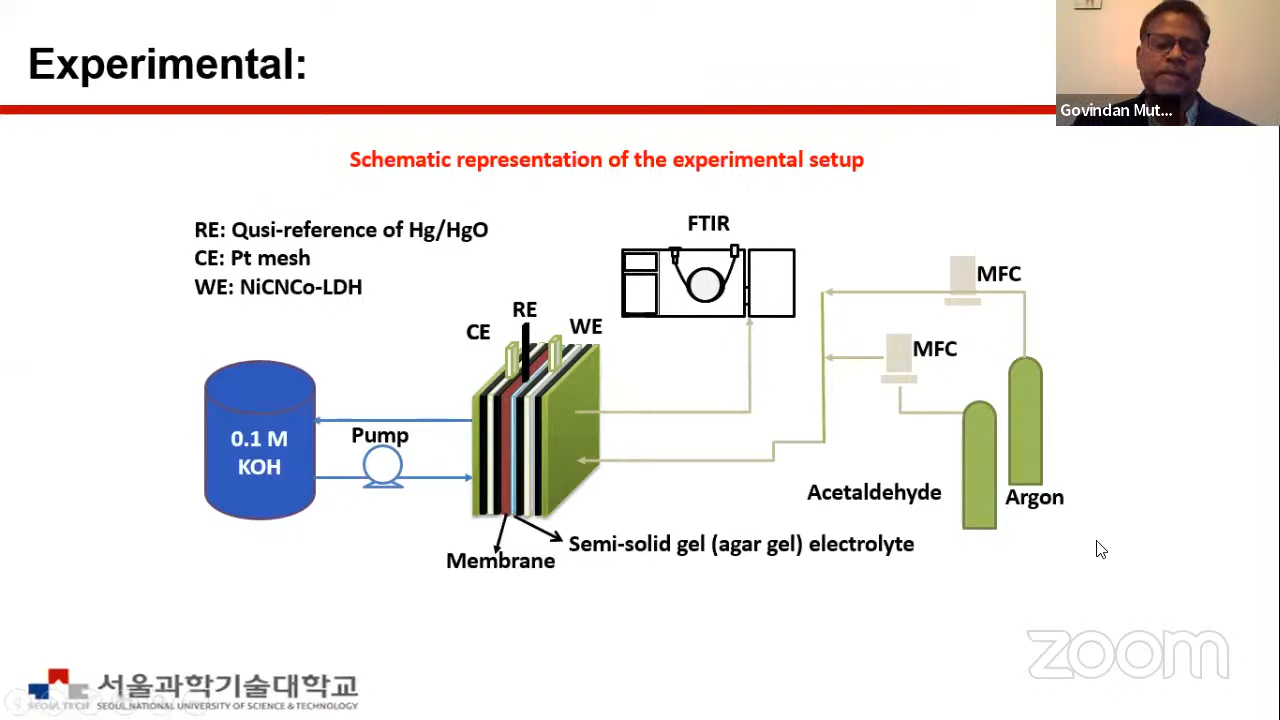 Experimental:
Govindan Mut...
Schematic representation of the experimental setup
RE: Qusi-reference of Hg/HgO
CE: Pt mesh
WE: NiCNCo-LDH
FTIR
MFC
RE
CE
WE
MFC
0.1 M
KOH
Pump
Acetaldehyde
Argon
Semi-solid gel (agar gel) electrolyte
Membrane
zoom
서울과학기술대학교
SEOUL TECH
SEOUL NATIONAL UNIVERSITY OF SCIENCE & TECHNOLOGY